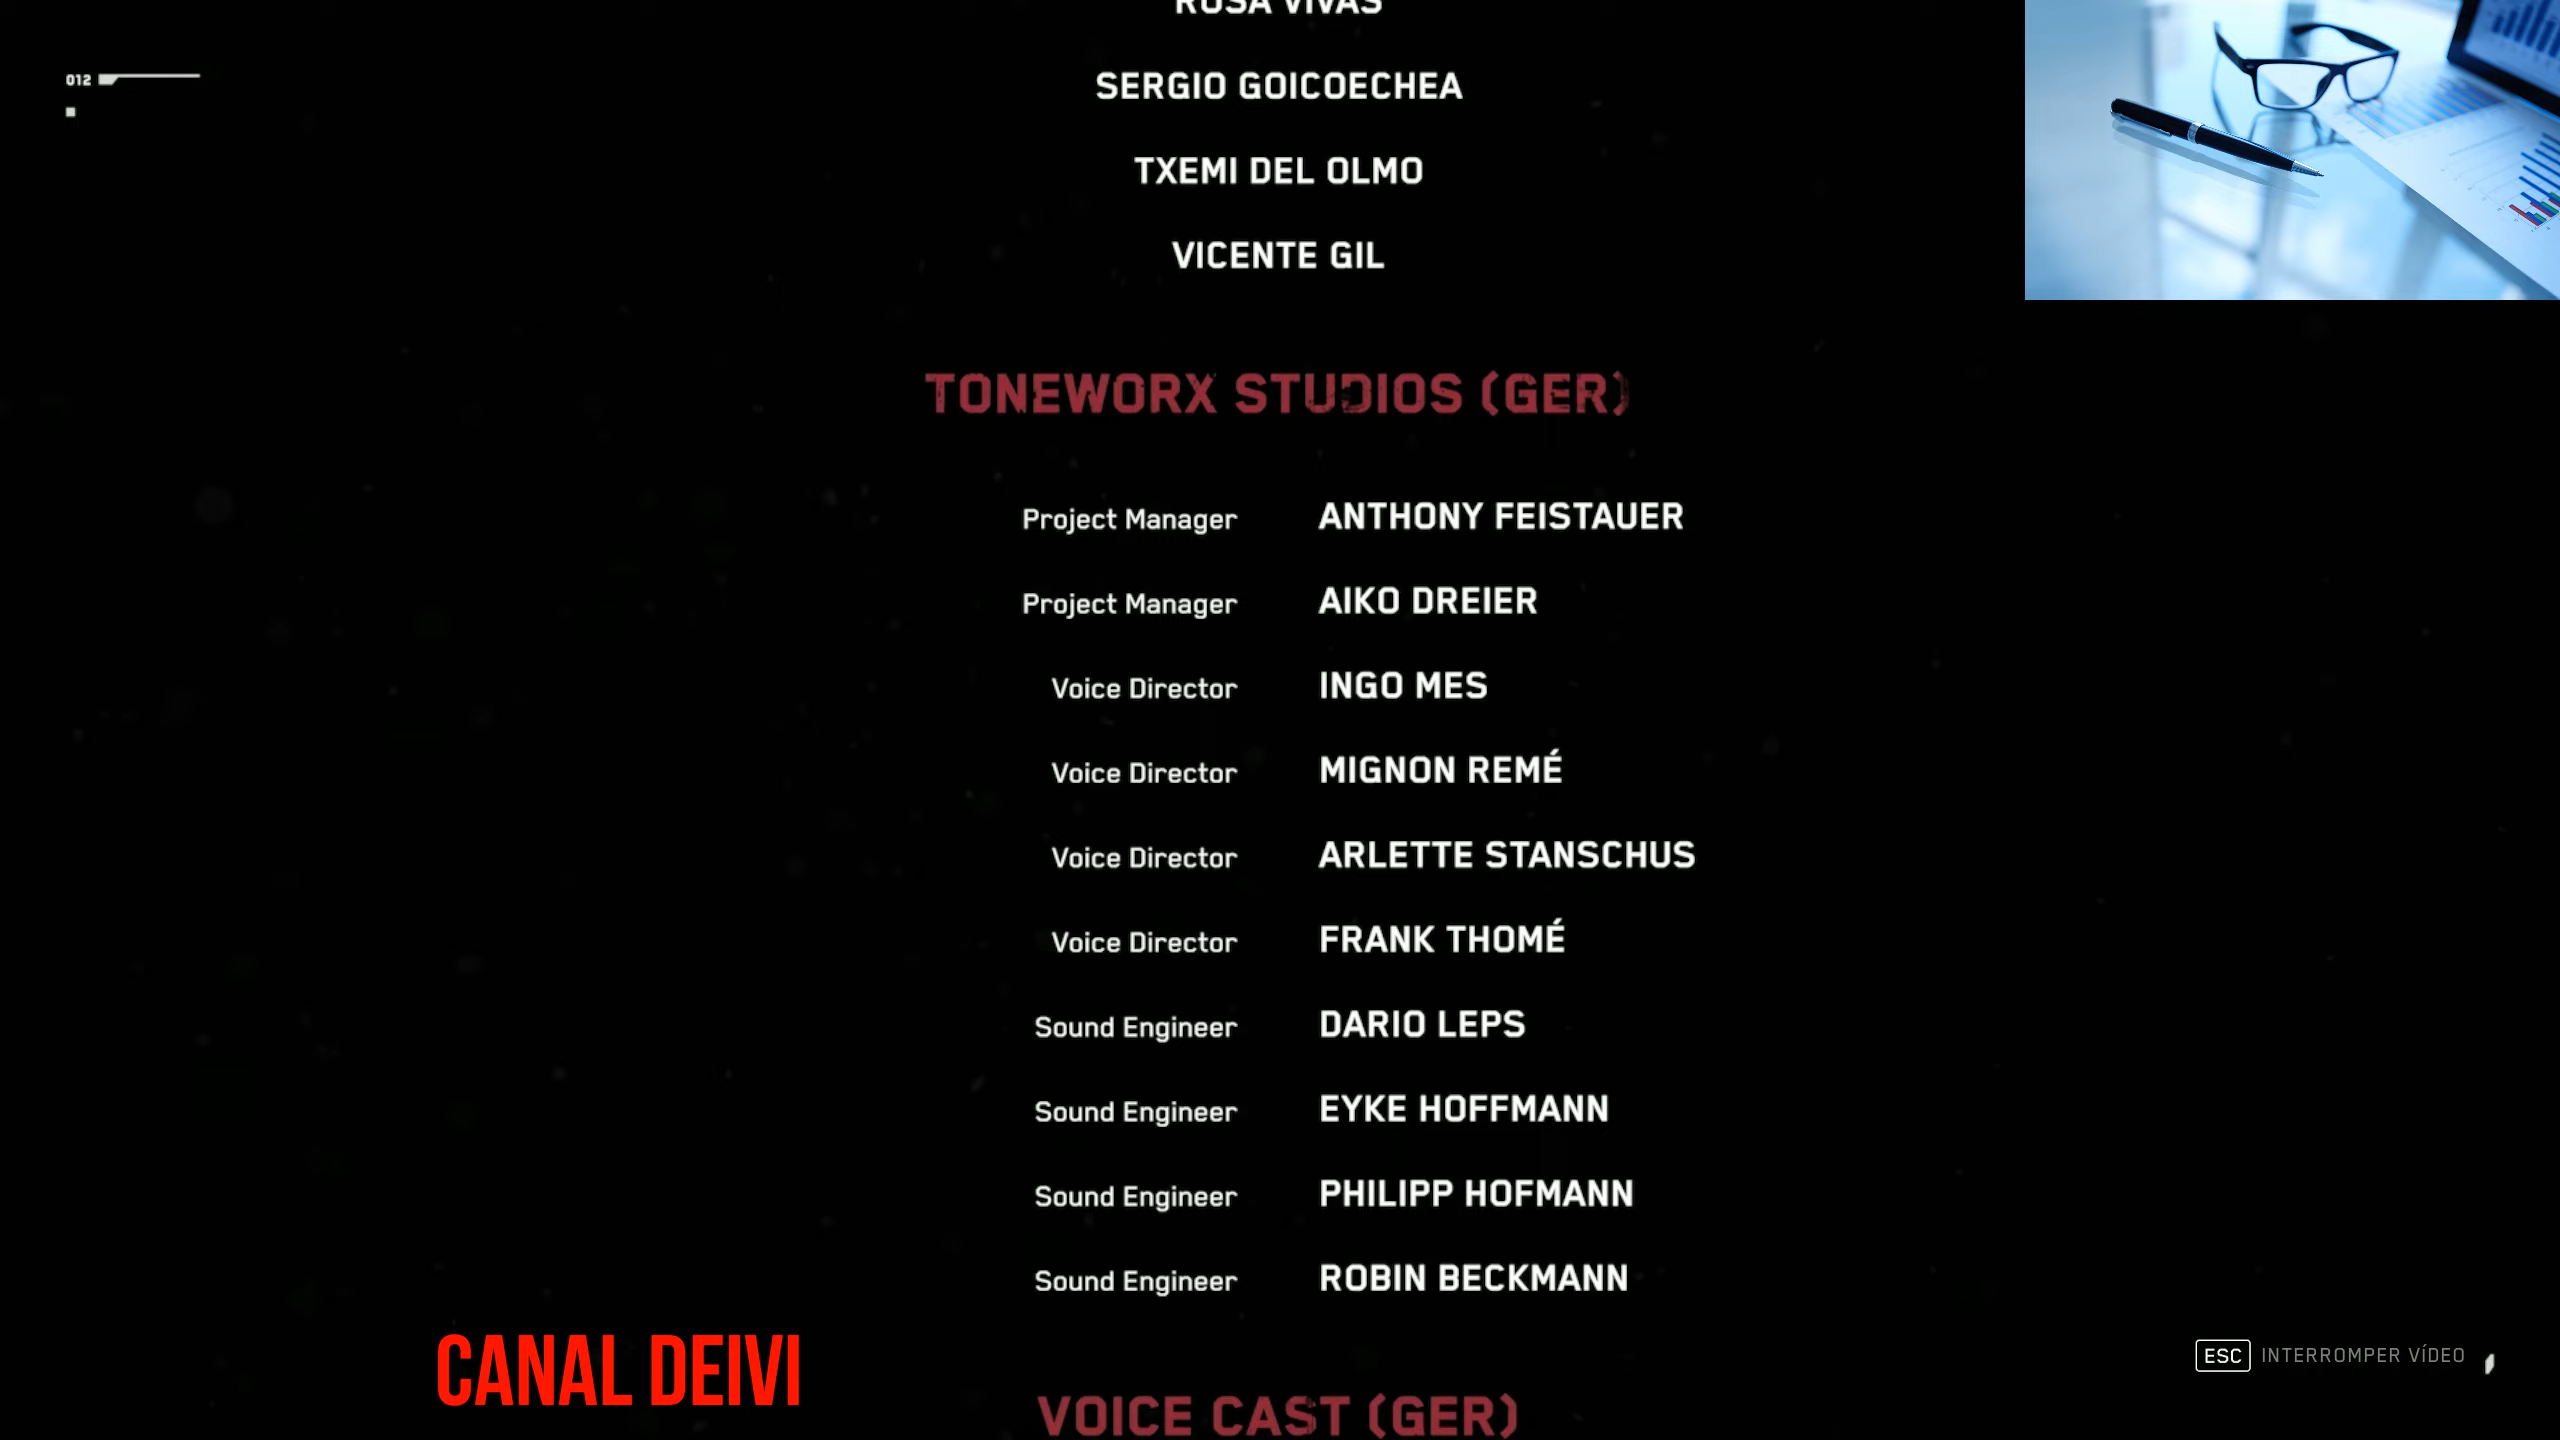 ROSA VIVAS
012
SERGIO GOICOECHEA
TXEMI DEL OLMO
VICENTE GIL
TONEWORX STUDIOS (GER)
Project Manager ANTHONY FEISTAUER
Project Manager AIKO DREIER
Voice Director INGO MES
Voice Director MIGNON REMÉ
Voice Director ARLETTE STANSCHUS
Voice Director FRANK THOMÉ
Sound Engineer DARIO LEPS
Sound Engineer EYKE HOFFMANN
Sound Engineer PHILIPP HOFMANN
Sound Engineer ROBIN BECKMANN
CANAL DEIVI
ESC INTERROMPER VÍDEO
VOICE CAST (GER)